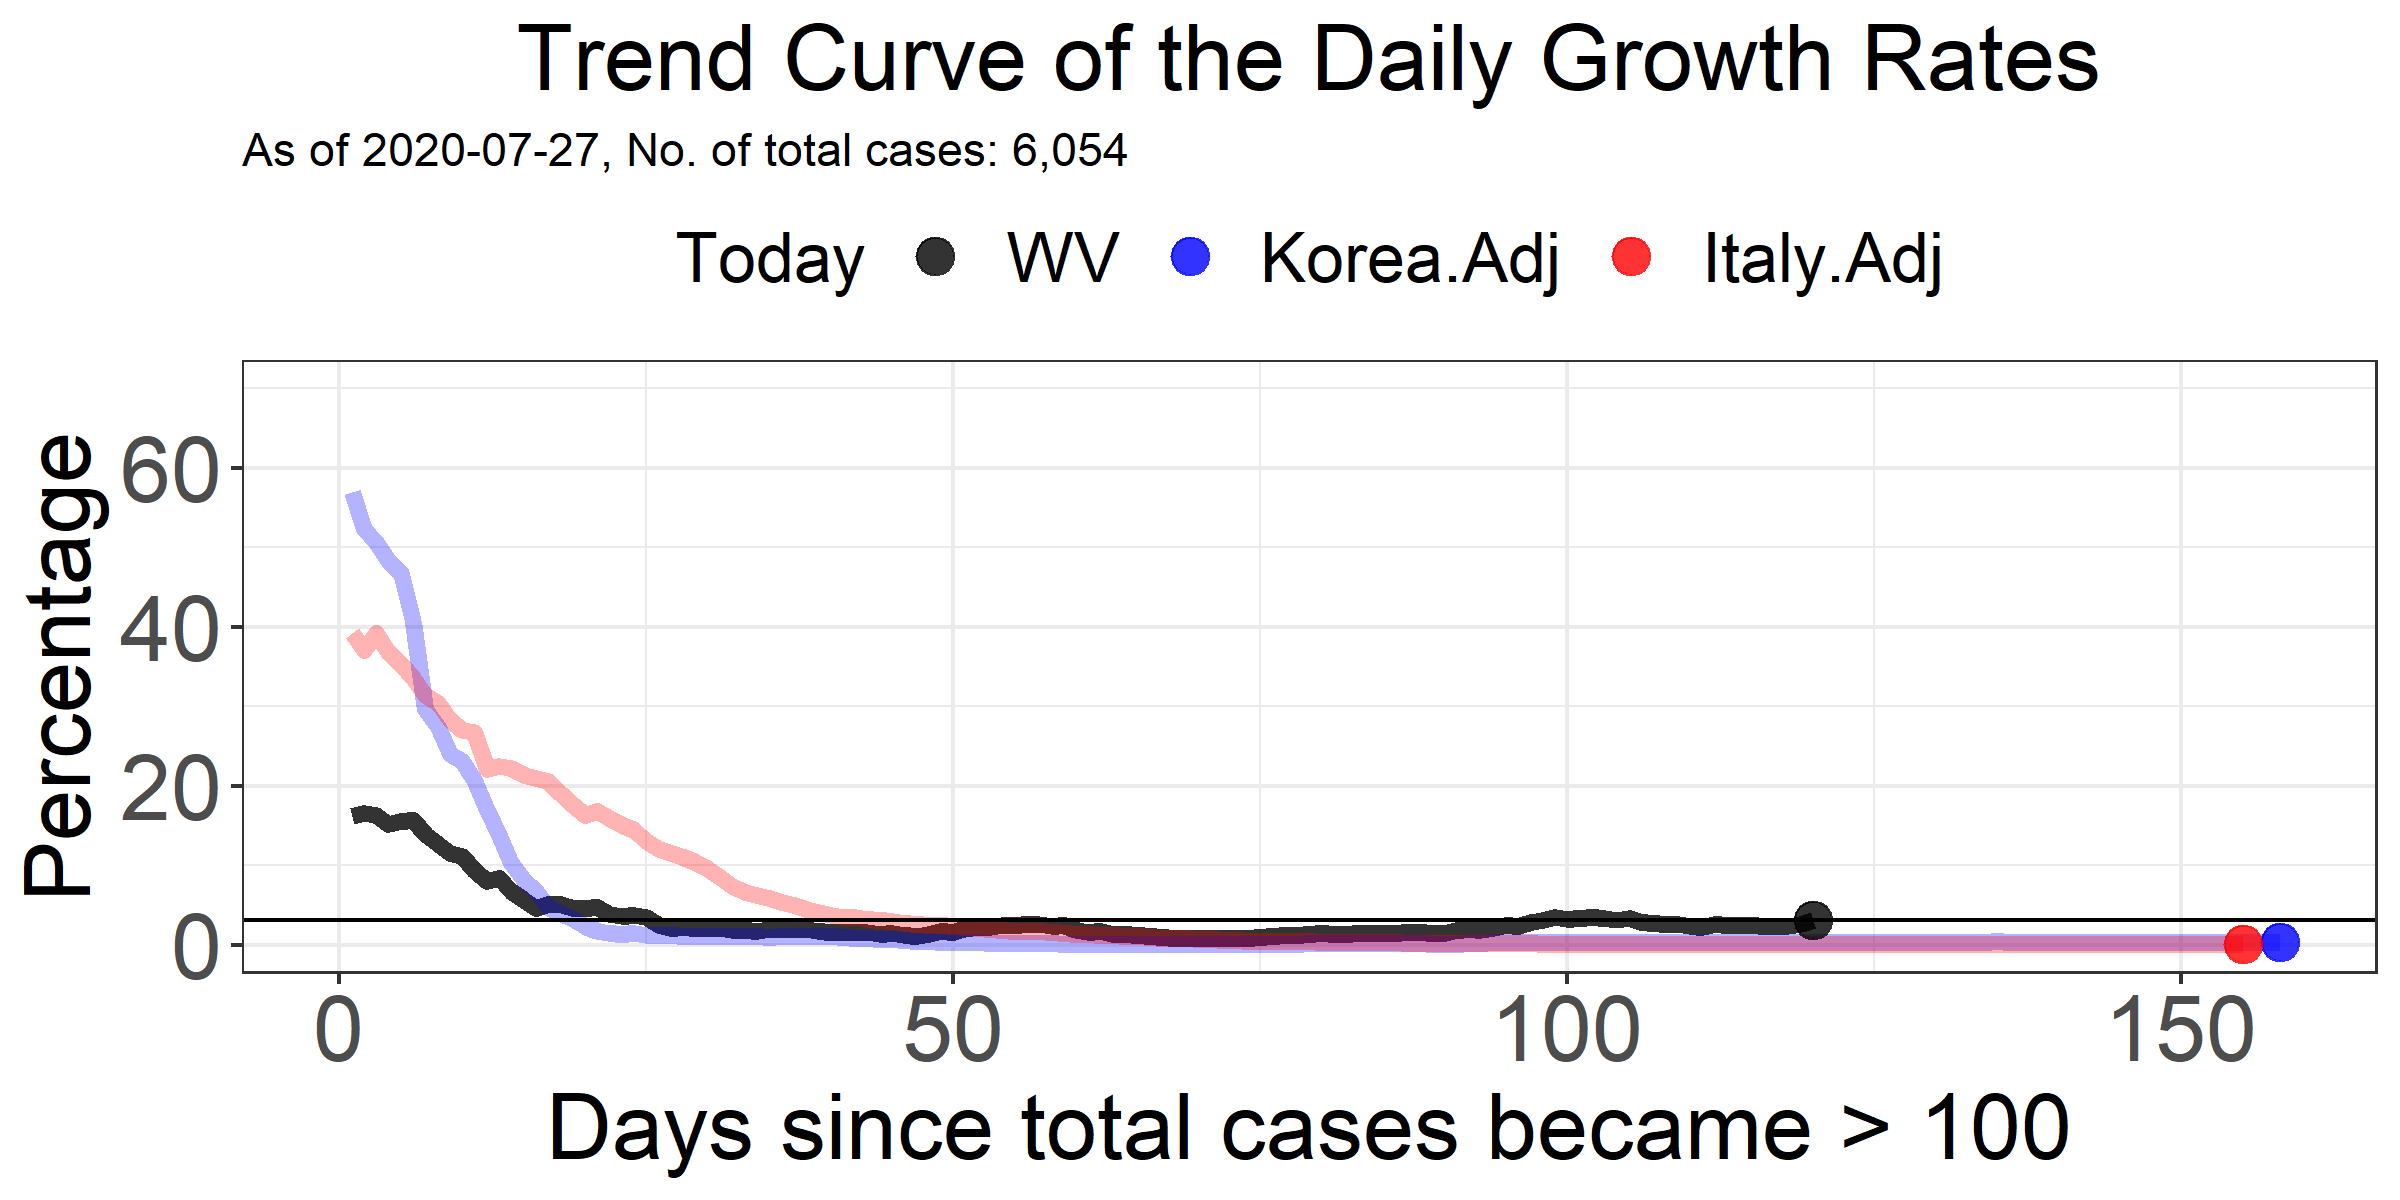 Trend Curve of the Daily Growth Rates
As of 2020-07-27, No. of total cases: 6,054
Today WV Korea.Adj Italy.Adj
Percentage
60
40
20
0
0 50 100 150
Days since total cases became > 100